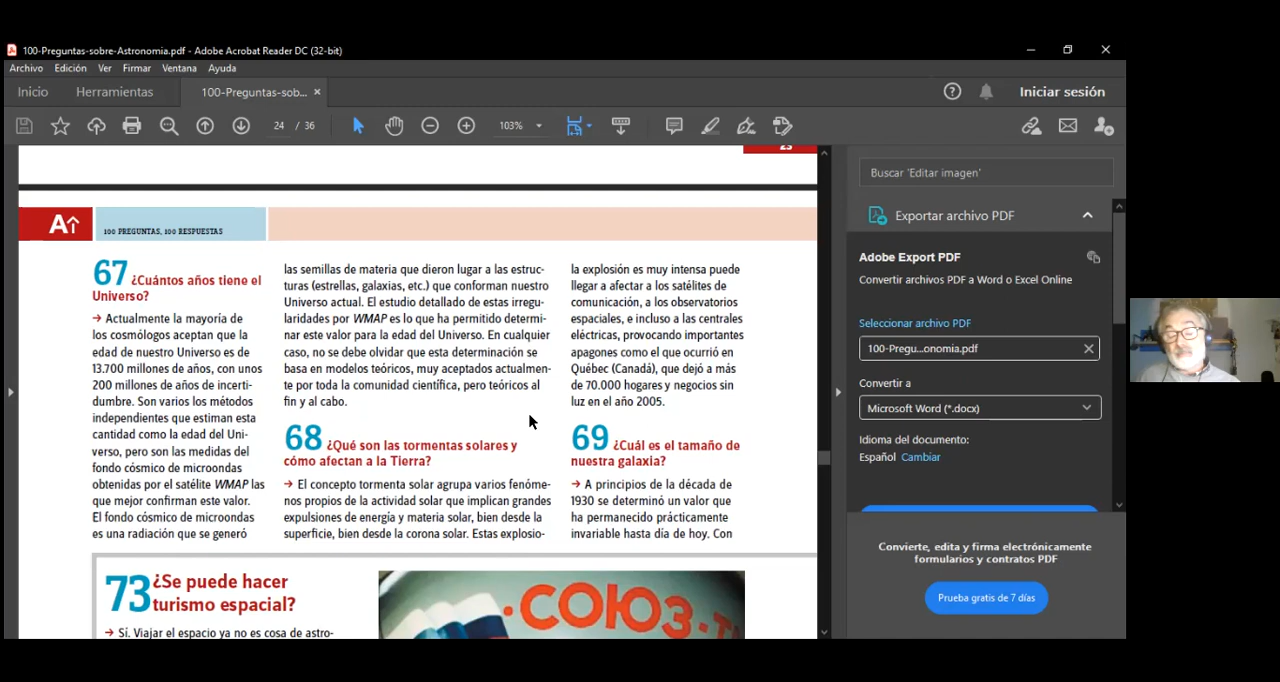 100-Preguntas-sobre-Astronomia.pdf - Adobe Acrobat Reader DC (32-bit)
Archivo Edición Ver Firmar Ventana Ayuda
Inicio Herramientas 100-Preguntas-sob... ×
Iniciar sesión
24 / 36
103%
23
A
100 PREGUNTAS, 100 RESPUESTAS
67 ¿Cuántos años tiene el
Universo?
→ Actualmente la mayoría de
los cosmólogos aceptan que la
edad de nuestro Universo es de
13.700 millones de años, con unos
200 millones de años de incerti-
dumbre. Son varios los métodos
independientes que estiman esta
cantidad como la edad del Uni-
verso, pero son las medidas del
fondo cósmico de microondas
obtenidas por el satélite WMAP las
que mejor confirman este valor.
El fondo cósmico de microondas
es una radiación que se generó
las semillas de materia que dieron lugar a las estruc-
turas (estrellas, galaxias, etc.) que conforman nuestro
Universo actual. El estudio detallado de estas irregu-
laridades por WMAP es lo que ha permitido determi-
nar este valor para la edad del Universo. En cualquier
caso, no se debe olvidar que esta determinación se
basa en modelos teóricos, muy aceptados actualmen-
te por toda la comunidad científica, pero teóricos al
fin y al cabo.
68 ¿Qué son las tormentas solares y
cómo afectan a la Tierra?
→ El concepto tormenta solar agrupa varios fenóme-
nos propios de la actividad solar que implican grandes
expulsiones de energía y materia solar, bien desde la
superficie, bien desde la corona solar. Estas explosio-
la explosión es muy intensa puede
llegar a afectar a los satélites de
comunicación, a los observatorios
espaciales, e incluso a las centrales
eléctricas, provocando importantes
apagones como el que ocurrió en
Québec (Canadá), que dejó a más
de 70.000 hogares y negocios sin
luz en el año 2005.
69 ¿Cuál es el tamaño de
nuestra galaxia?
→ A principios de la década de
1930 se determinó un valor que
ha permanecido prácticamente
invariable hasta día de hoy. Con
73 ¿Se puede hacer
turismo espacial?
→ Sí. Viajar el espacio ya no es cosa de astro-
СОЮЗ-Т
Buscar 'Editar imagen'
Exportar archivo PDF
Adobe Export PDF
Convertir archivos PDF a Word o Excel Online
Seleccionar archivo PDF
100-Pregu...onomia.pdf
Convertir a
Microsoft Word (*.docx)
Idioma del documento:
Español Cambiar
Convierte, edita y firma electrónicamente
formularios y contratos PDF
Prueba gratis de 7 días